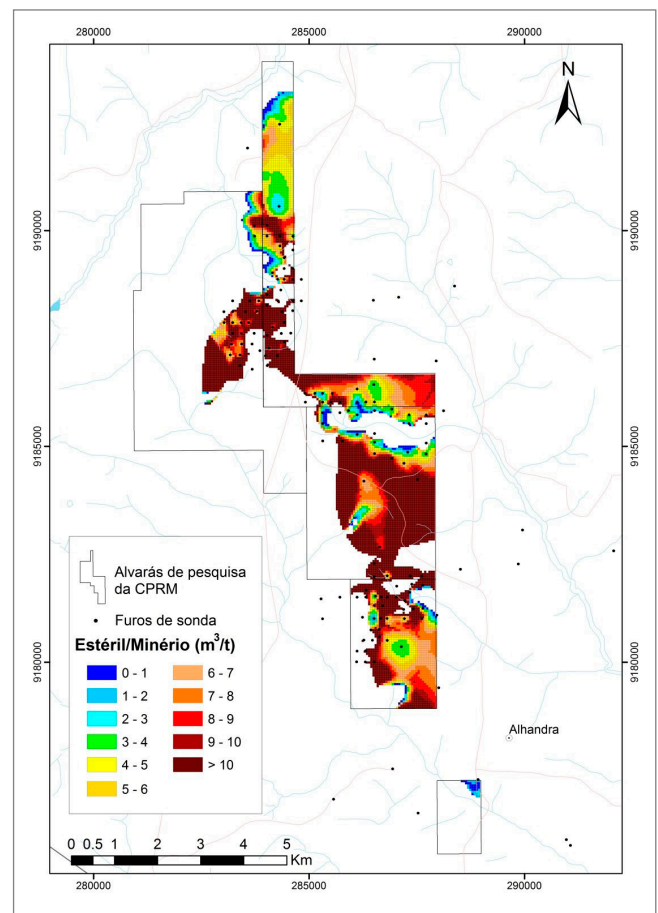 280000 285000 290000
N
9190000 9190000
9185000 9185000
9180000 9180000
Alvarás de pesquisa
da CPRM
Furos de sonda
Estéril/Minério (m³/t)
0 - 1 6 - 7
1 - 2 7 - 8
2 - 3 8 - 9
3 - 4 9 - 10
4 - 5 > 10
5 - 6
Alhandra
0 0.5 1 2 3 4 5
Km
280000 285000 290000